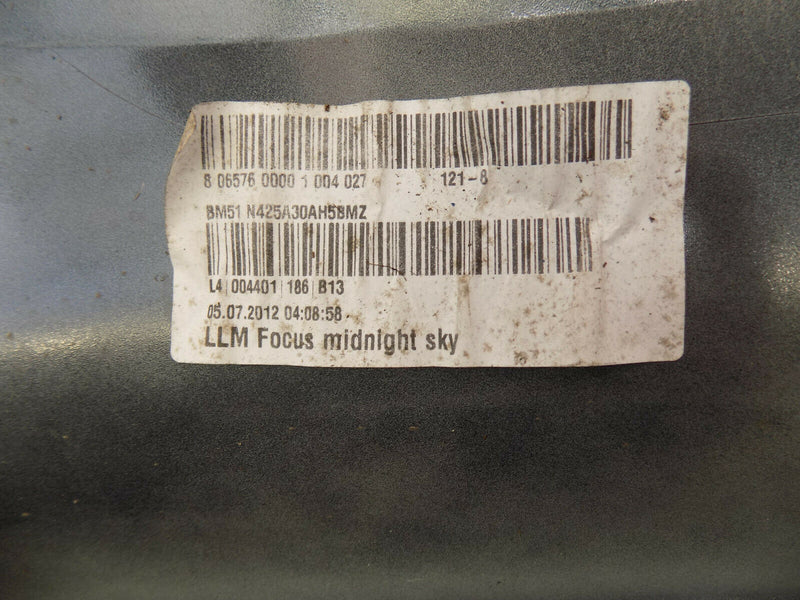 8 06576 0000 1 004 027 121-8
BM51 N425A30AH5BMZ
L4 | 004401 | 186 | B13
05.07.2012 04:08:58
LLM Focus midnight sky